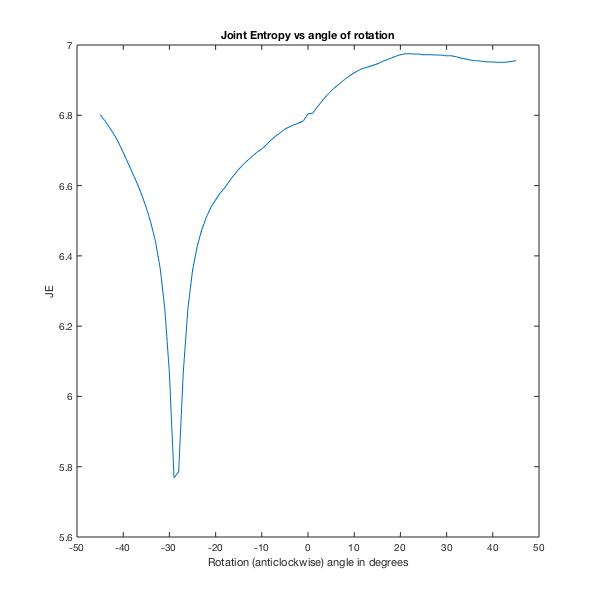 Joint Entropy vs angle of rotation
7
6.8
6.6
6.4
6.2
6
5.8
5.6
JE
-50 -40 -30 -20 -10 0 10 20 30 40 50
Rotation (anticlockwise) angle in degrees